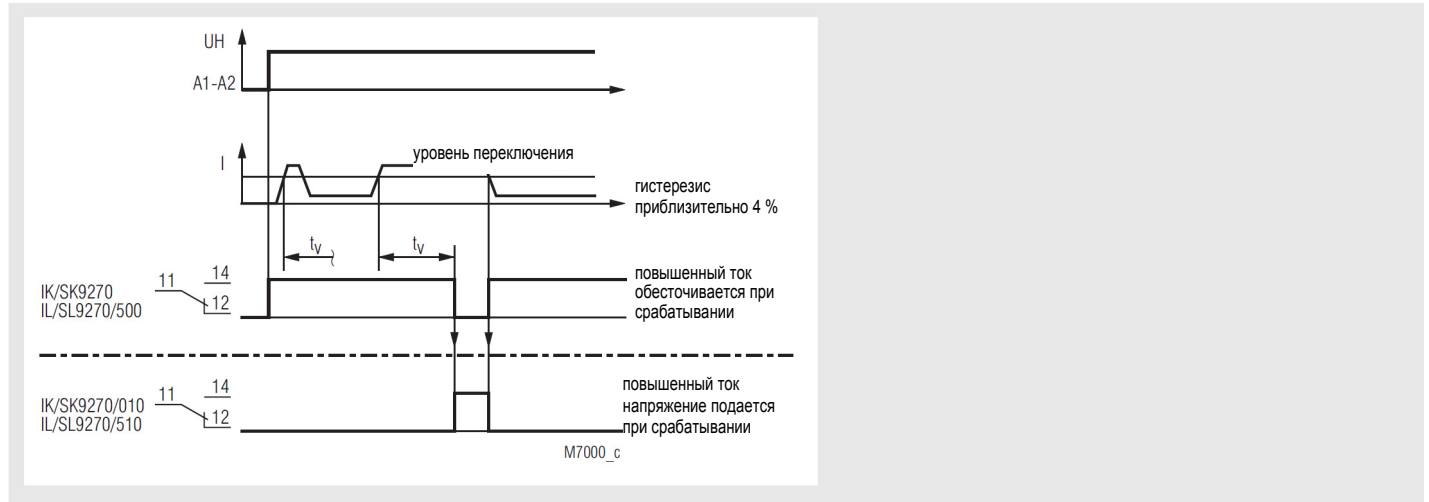 UH
A1-A2
I
уровень переключения
гистерезис
приблизительно 4 %
tv
tv
IK/SK9270
IL/SL9270/500
11
14
12
повышенный ток
обесточивается при
срабатывании
IK/SK9270/010
IL/SL9270/510
11
14
12
повышенный ток
напряжение подается
при срабатывании
M7000_c